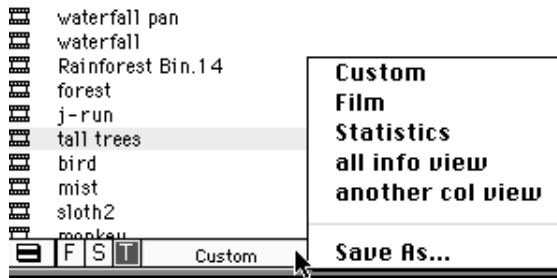 waterfall pan
waterfall
Rainforest Bin.14
forest
j-run
tall trees
bird
mist
sloth2
monkey
F S T Custom
Custom
Film
Statistics
all info view
another col view
Save As...